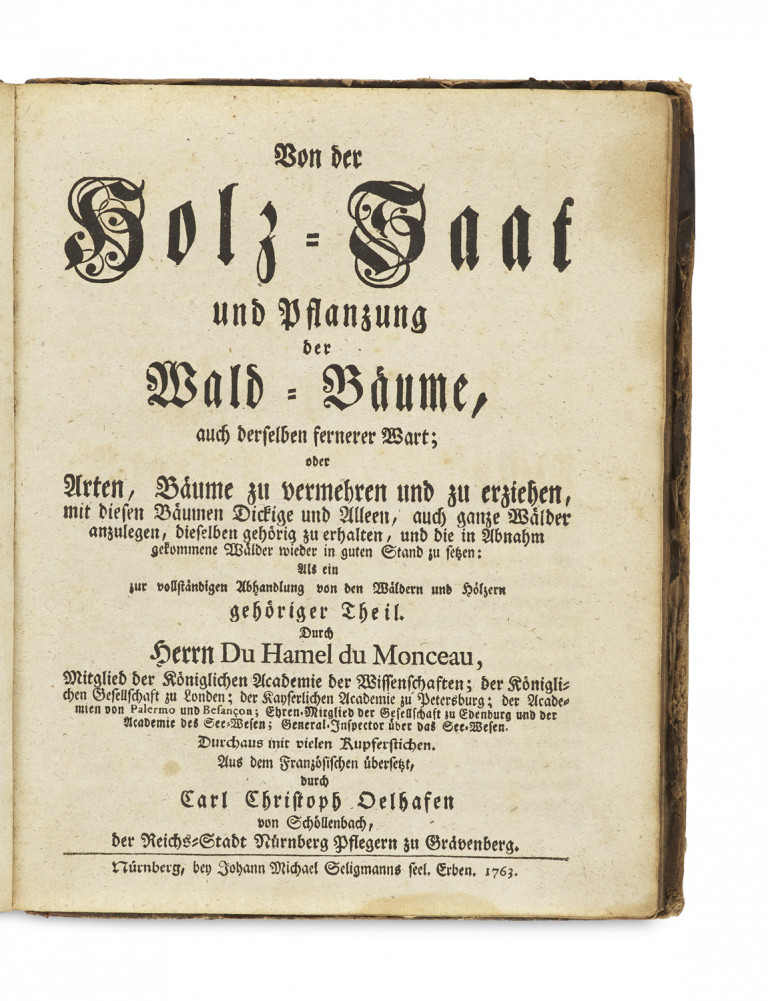 Von der
Holz-Saat
und Pflanzung
der
Wald-Bäume,
auch derselben fernerer Wart;
oder
Arten, Bäume zu vermehren und zu erziehen,
mit diesen Bäumen Dickige und Alleen, auch ganze Wälder
anzulegen, dieselben gehörig zu erhalten, und die in Abnahm
gekommene Wälder wieder in guten Stand zu setzen:
Als ein
zur vollständigen Abhandlung von den Wäldern und Hölzern
gehöriger Theil.
Durch
Herrn Du Hamel du Monceau,
Mitglied der Königlichen Academie der Wissenschaften; der Königli-
chen Gesellschaft zu Londen; der Kayserlichen Academie zu Petersburg; der Acade-
mien von Palermo und Besançon; Ehren-Mitglied der Gesellschaft zu Edenburg und der
Academie des See-Wesen; General-Inspector über das See-Wesen.
Durchaus mit vielen Kupferstichen.
Aus dem Französischen übersetzt,
durch
Carl Christoph Oelhafen
von Schöllenbach,
der Reichs-Stadt Nürnberg Pflegern zu Grävenberg.
Nürnberg, bey Johann Michael Seligmanns seel. Erben. 1763.